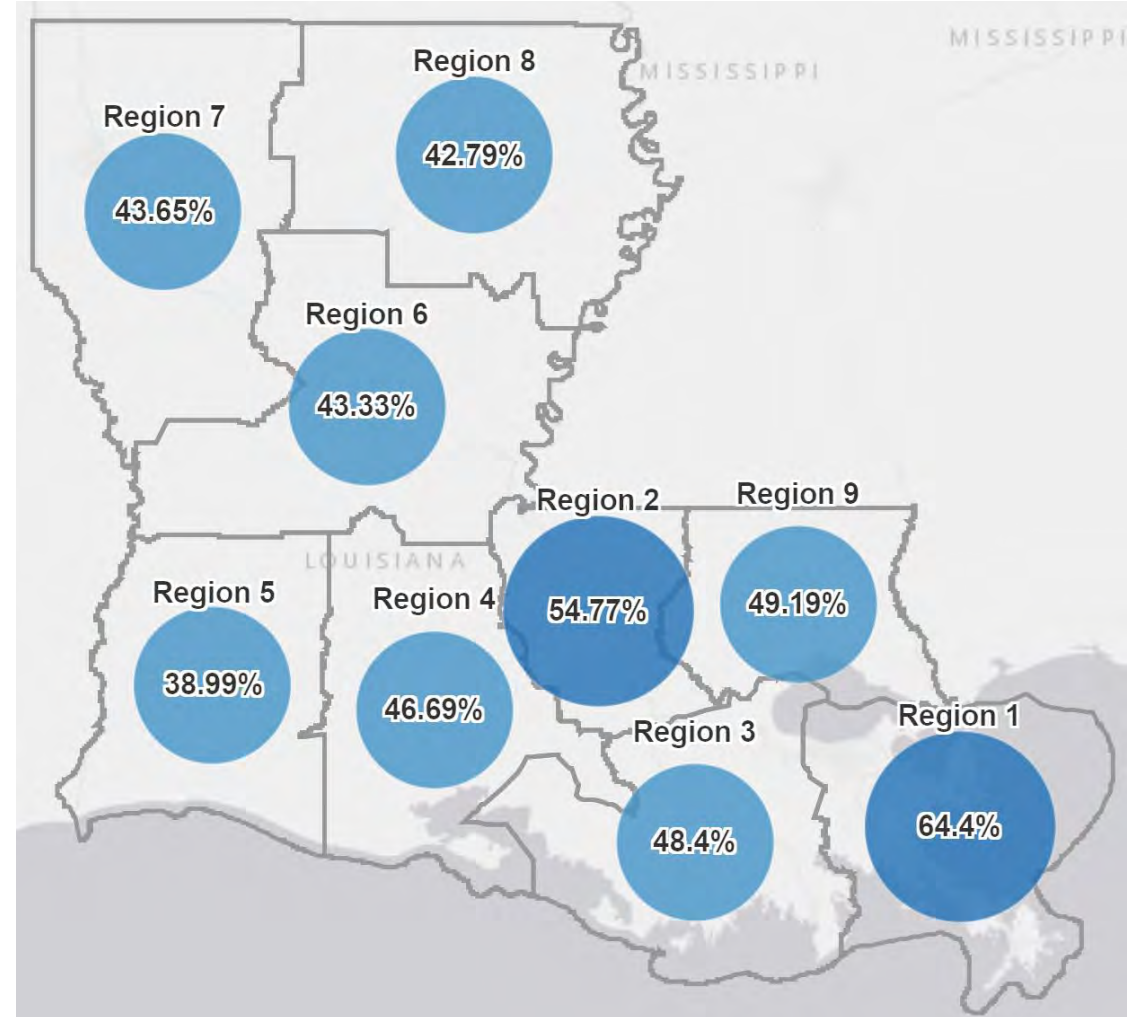 MISSISSIPPI
Region 8
MISSISSIPPI
42.79%
Region 7
43.65%
Region 6
43.33%
Region 2
Region 9
LOUISIANA
Region 5
Region 4
54.77%
49.19%
38.99%
46.69%
Region 3
Region 1
48.4%
64.4%